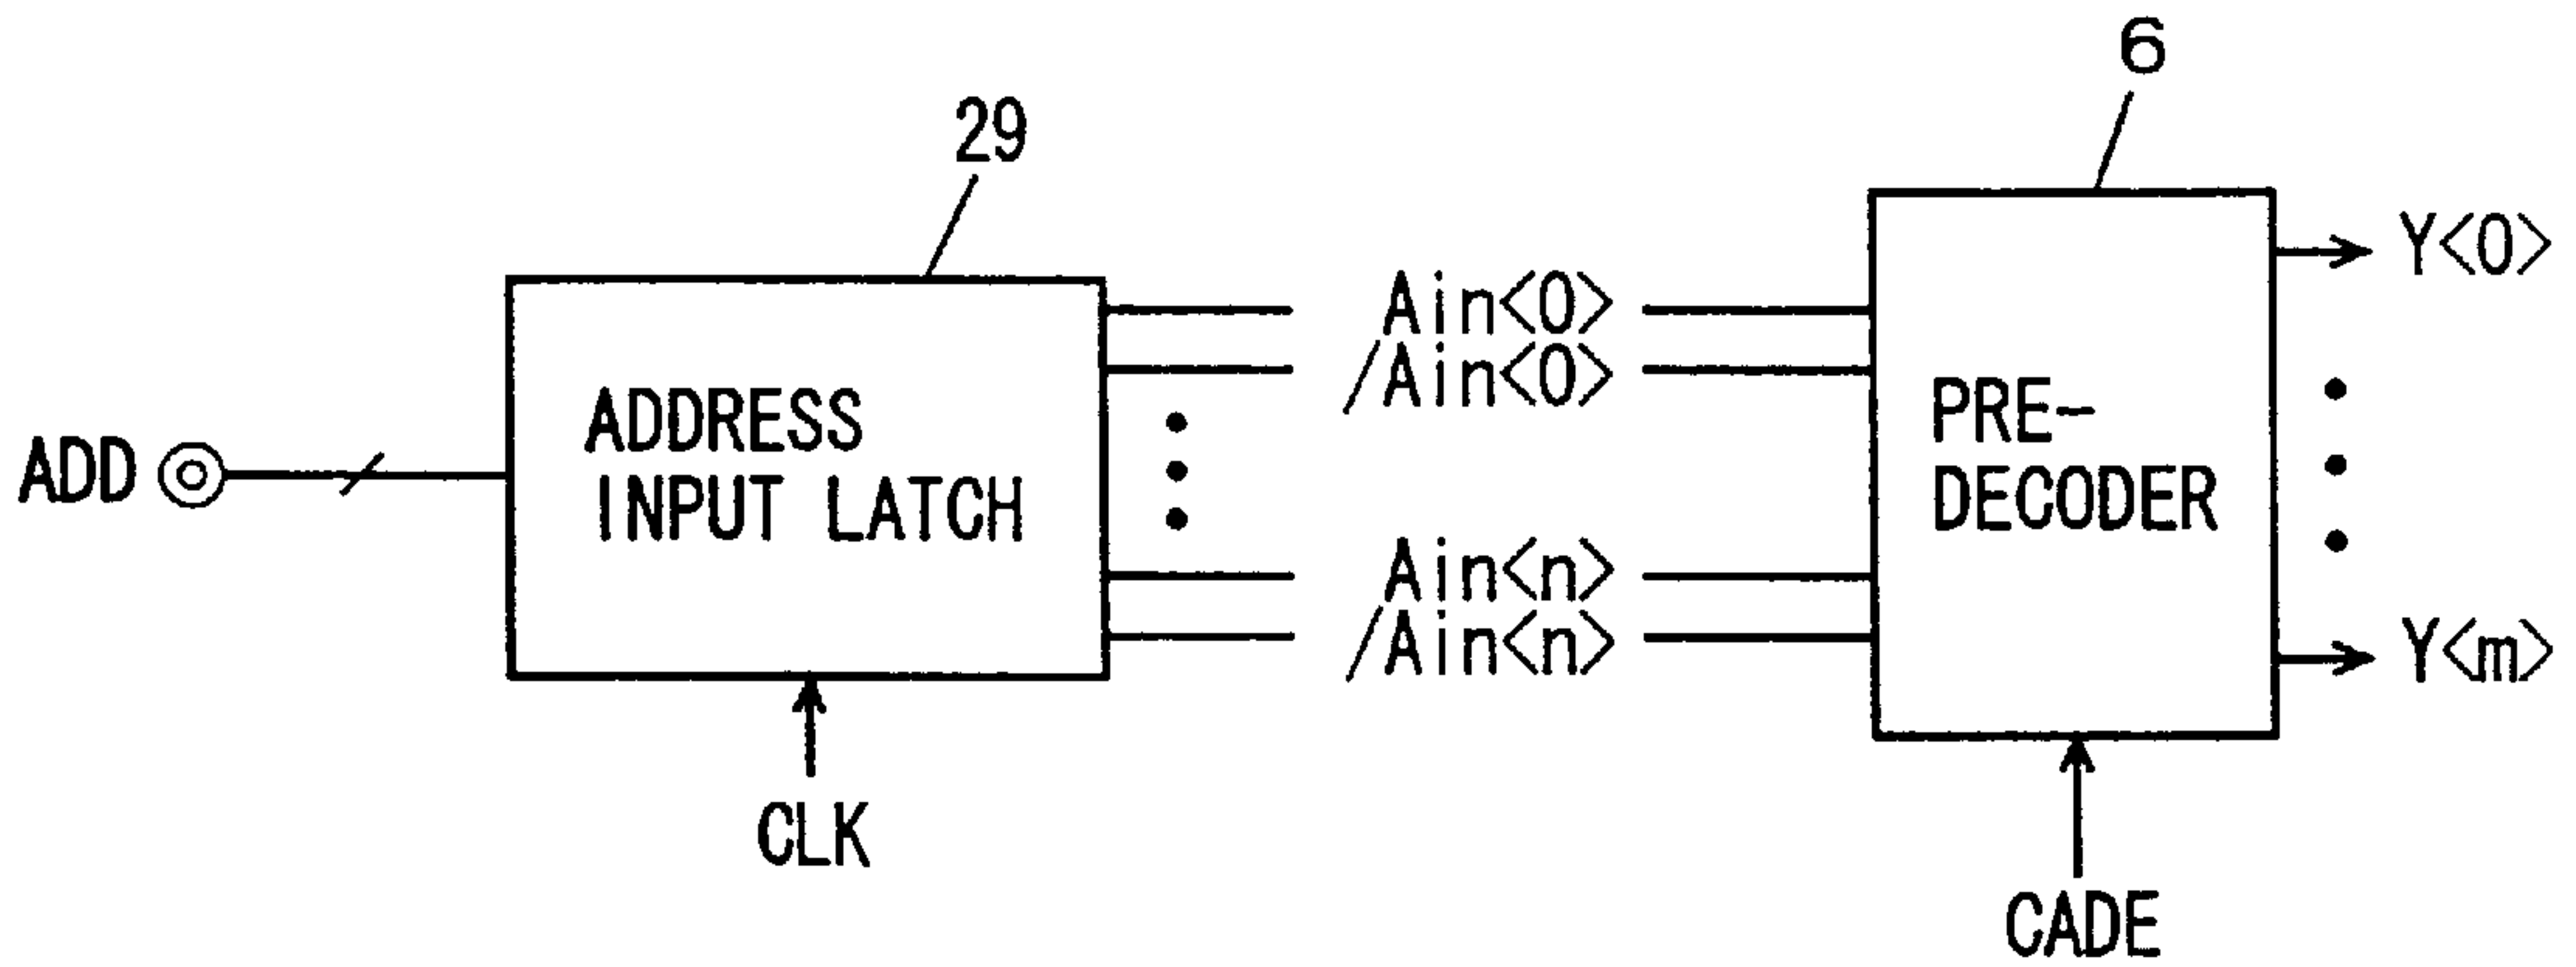 6
29
Y<0>
Ain<0>
/Ain<0>
ADDRESS
INPUT LATCH
PRE-
DECODER
ADD
Ain<n>
/Ain<n>
Y<m>
CLK
CADE